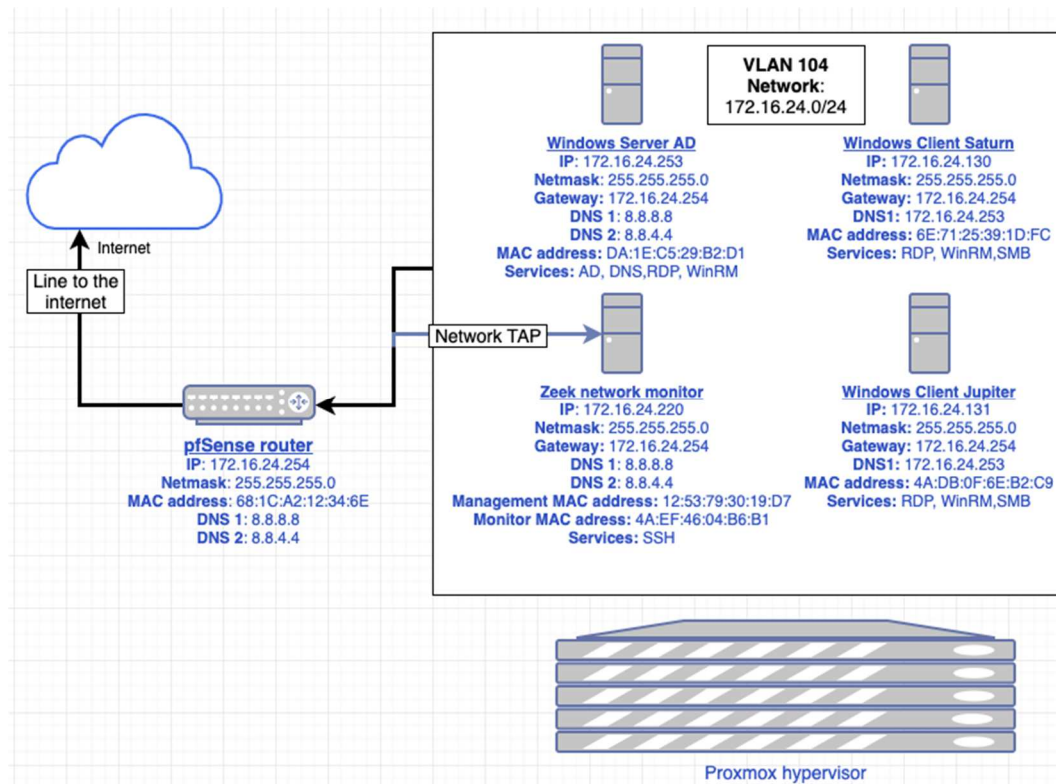 VLAN 104
Network:
172.16.24.0/24
Windows Server AD
IP: 172.16.24.253
Netmask: 255.255.255.0
Gateway: 172.16.24.254
DNS 1: 8.8.8.8
DNS 2: 8.8.4.4
MAC address: DA:1E:C5:29:B2:D1
Services: AD, DNS,RDP, WinRM
Windows Client Saturn
IP: 172.16.24.130
Netmask: 255.255.255.0
Gateway: 172.16.24.254
DNS1: 172.16.24.253
MAC address: 6E:71:25:39:1D:FC
Services: RDP, WinRM,SMB
Internet
Line to the
internet
Network TAP
pfSense router
IP: 172.16.24.254
Netmask: 255.255.255.0
MAC address: 68:1C:A2:12:34:6E
DNS 1: 8.8.8.8
DNS 2: 8.8.4.4
Zeek network monitor
IP: 172.16.24.220
Netmask: 255.255.255.0
Gateway: 172.16.24.254
DNS 1: 8.8.8.8
DNS 2: 8.8.4.4
Management MAC address: 12:53:79:30:19:D7
Monitor MAC adress: 4A:EF:46:04:B6:B1
Services: SSH
Windows Client Jupiter
IP: 172.16.24.131
Netmask: 255.255.255.0
Gateway: 172.16.24.254
DNS1: 172.16.24.253
MAC address: 4A:DB:0F:6E:B2:C9
Services: RDP, WinRM,SMB
Proxmox hypervisor